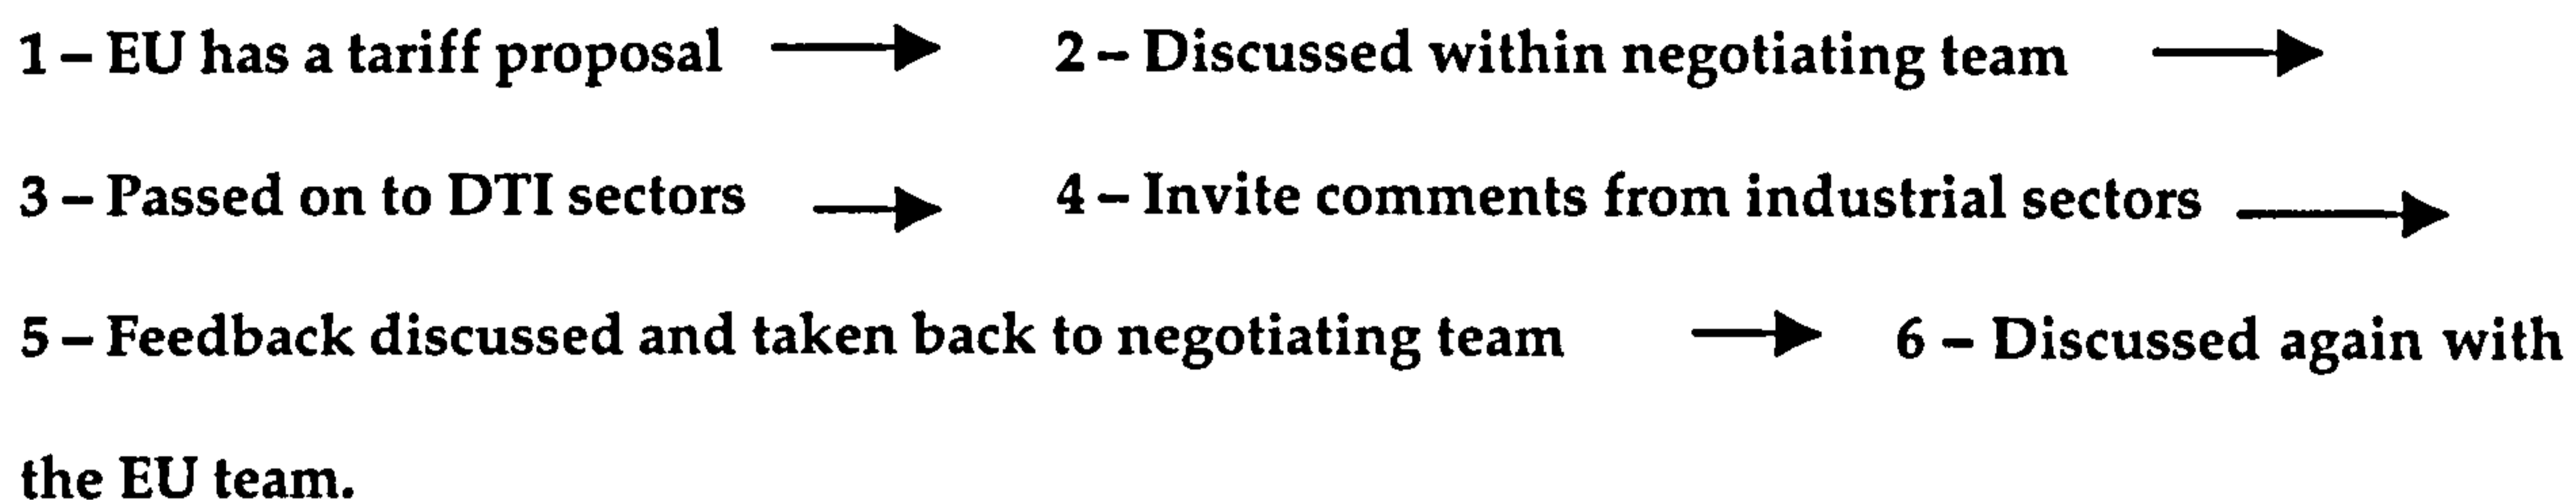 1 – EU has a tariff proposal → 2 – Discussed within negotiating team →
3 – Passed on to DTI sectors → 4 – Invite comments from industrial sectors →
5 – Feedback discussed and taken back to negotiating team → 6 – Discussed again with
the EU team.